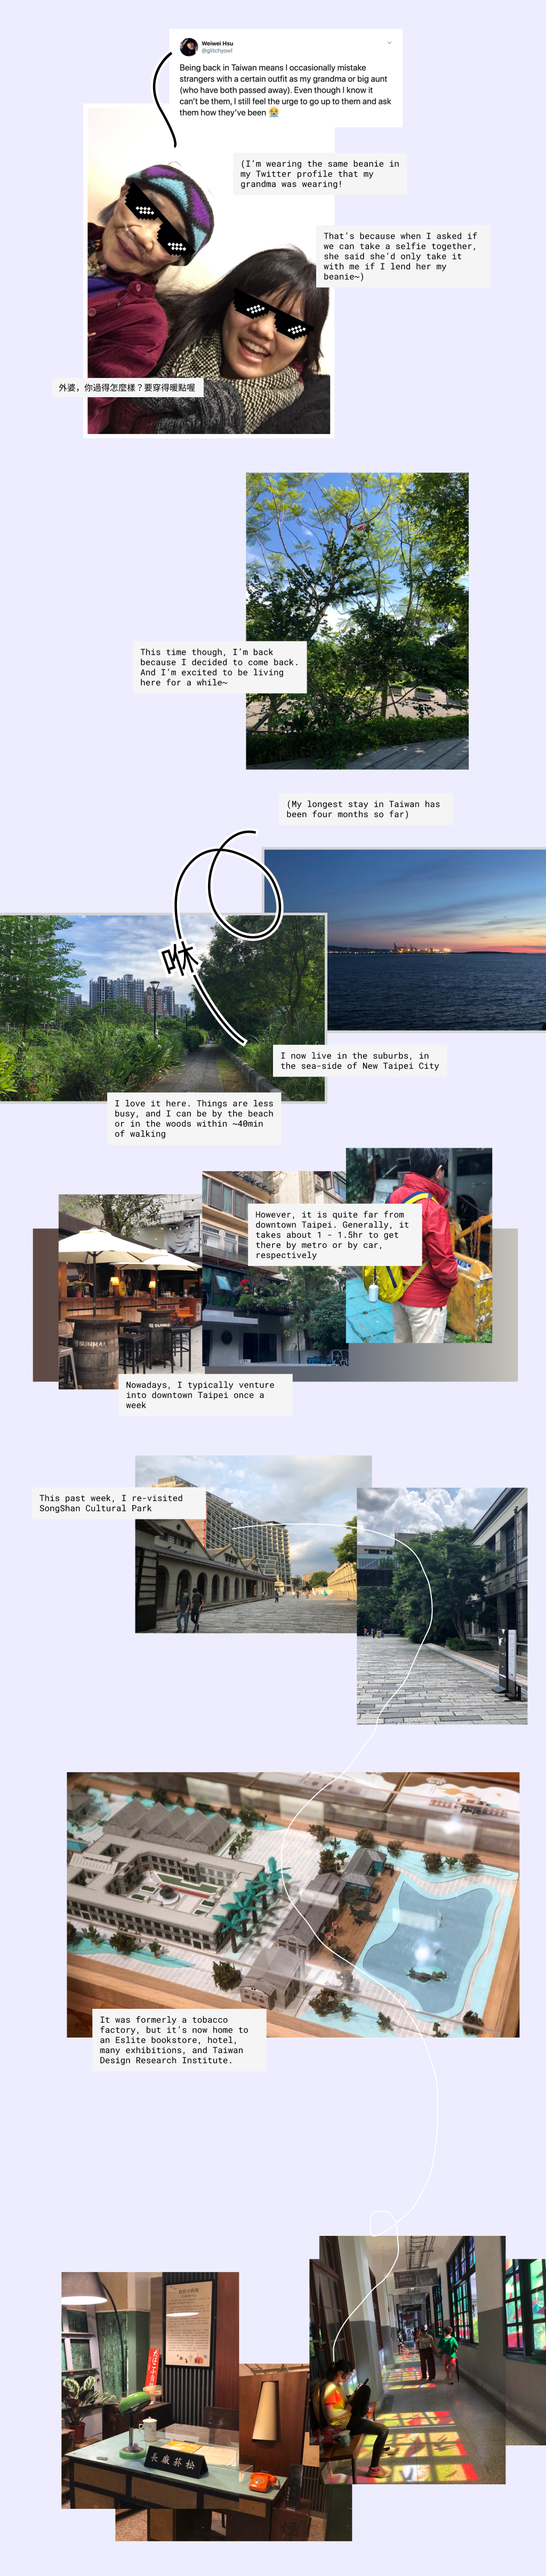 Weiwei Hsu
@glitchyowl
Being back in Taiwan means I occasionally mistake
strangers with a certain outfit as my grandma or big aunt
(who have both passed away). Even though I know it
can't be them, I still feel the urge to go up to them and ask
them how they've been 😭
(I'm wearing the same beanie in
my Twitter profile that my
grandma was wearing!
That's because when I asked if
we can take a selfie together,
she said she'd only take it
with me if I lend her my
beanie~)
外婆，你過得怎麼樣？要穿得暖點喔
This time though, I'm back
because I decided to come back.
And I'm excited to be living
here for a while~
(My longest stay in Taiwan has
been four months so far)
咻
I now live in the suburbs, in
the sea-side of New Taipei City
I love it here. Things are less
busy, and I can be by the beach
or in the woods within ~40min
of walking
However, it is quite far from
downtown Taipei. Generally, it
takes about 1 - 1.5hr to get
there by metro or by car,
respectively
SUNMAI
SUNMAI
Nowadays, I typically venture
into downtown Taipei once a
week
This past week, I re-visited
SongShan Cultural Park
It was formerly a tobacco
factory, but it's now home to
an Eslite bookstore, hotel,
many exhibitions, and Taiwan
Design Research Institute.
長廠菸松